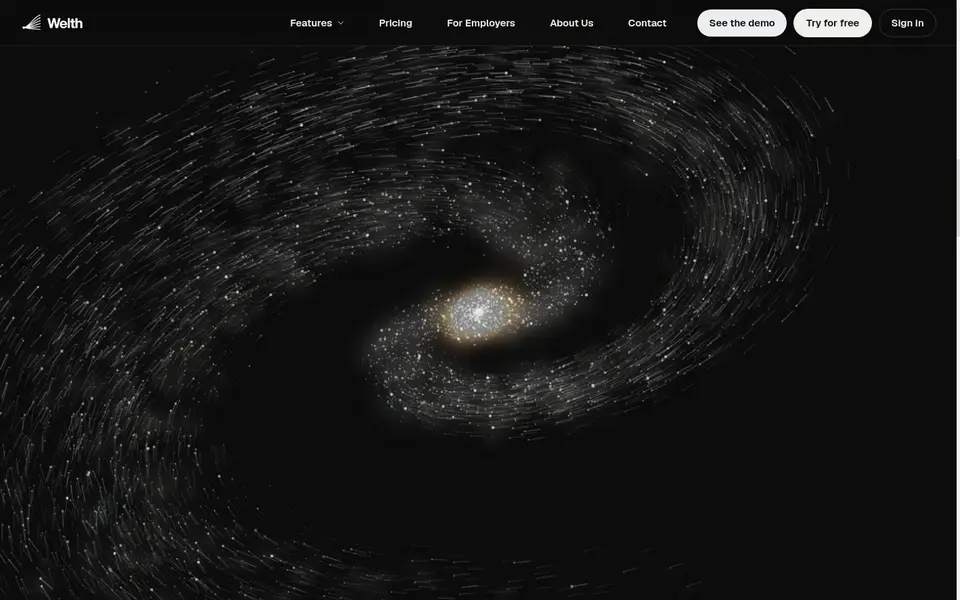 Welth
Features
Pricing
For Employers
About Us
Contact
See the demo
Try for free
Sign in